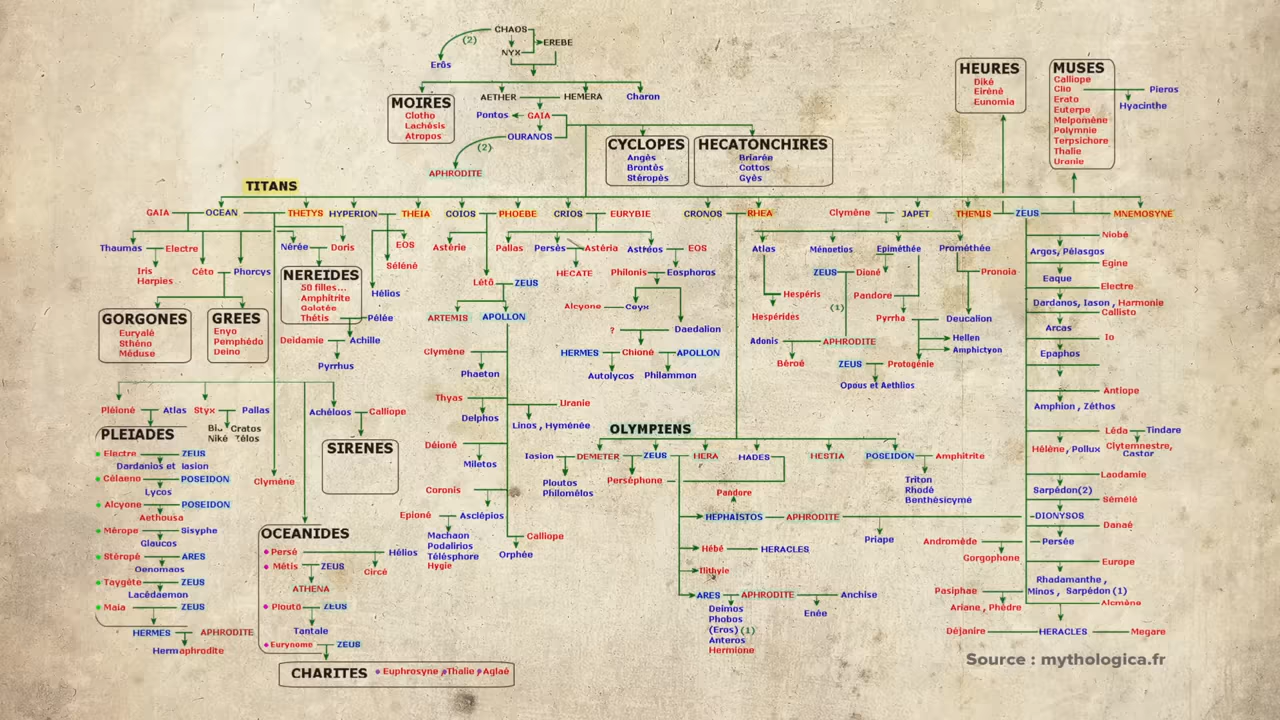 CHAOS
(2)
NYX
EREBE
Erôs
MOIRES
Clotho
Lachésis
Atropos
AETHER
HEMERA
Charon
Pontos
GAIA
OURANOS
(2)
APHRODITE
CYCLOPES
Angès
Brontès
Stéropès
HECATONCHIRES
Briarée
Cottos
Gyès
HEURES
Diké
Eirènè
Eunomia
MUSES
Calliope
Clio
Erato
Euterpe
Melpomène
Polymnie
Terpsichore
Thalie
Uranie
Pieros
Hyacinthe
TITANS
GAIA OCEAN THETYS HYPERION THEIA COIOS PHOEBE CRIOS EURYBIE CRONOS RHEA Clymène JAPET THEMIS ZEUS MNEMOSYNE
Thaumas Electre
Iris
Harpies
Céto Phorcys
Nérée Doris
EOS
Séléné
Hélios
NEREIDES
50 filles...
Amphitrite
Galatée
Thétis
Pélée
Deidamie Achille
Pyrrhus
GORGONES
Euryalé
Sthéno
Méduse
GREES
Enyo
Pemphédo
Deino
Astérie
Létô ZEUS
ARTEMIS APOLLON
Clymène
Phaeton
Thyas
Delphos
Uranie
Linos , Hyménée
Déionè
Miletos
Coronis
Epionè Asclépios
Machaon
Podalirios
Télésphore
Hygie
Calliope
Orphée
Pallas Persès Astéria
HECATE
Astréos EOS
Philonis Eosphoros
Alcyone Ceyx
? Daedalion
HERMES Chioné APOLLON
Autolycos Philammon
Atlas
Hespéris
Hespérides
Ménoetios
Epiméthée
Prométhée
Pronoia
ZEUS Dioné
(1)
Pandore
Pyrrha Deucalion
Hellen
Amphictyon
Adonis APHRODITE
Béroé
ZEUS Protogénie
Opous et Aethlios
Niobé
Argos, Pélasgos
Egine
Eaque
Electre
Dardanos, Iason , Harmonie
Callisto
Arcas
Io
Epaphos
Antiope
Amphion , Zéthos
Léda Tindare
Hélène, Pollux
Clytemnestre,
Castor
Laodamie
Sarpédon(2)
Sémélé
DIONYSOS
Danaé
Andromède Persée
Gorgophone
Europe
Rhadamanthe ,
Minos , Sarpédon (1)
Pasiphae
Ariane , Phèdre
Alcmène
Déjanire HERACLES Megare
Pléionè Atlas
Styx Pallas
Bia Cratos
Niké Zélos
Achéloos Calliope
SIRENES
PLEIADES
Electre ZEUS
Dardanios et Iasion
Célaeno POSEIDON
Lycos
Alcyone POSEIDON
Aethousa
Mérope Sisyphe
Glaucos
Stéropé ARES
Oenomaos
Taygète ZEUS
Lacédaemon
Maia ZEUS
HERMES APHRODITE
Hermaphrodite
Clymène
OCEANIDES
Persé Hélios
Circé
Métis ZEUS
ATHENA
Ploutô ZEUS
Tantale
Eurynome ZEUS
CHARITES Euphrosyne , Thalie , Aglaé
OLYMPIENS
Iasion DEMETER ZEUS HERA HADES HESTIA POSEIDON Amphitrite
Ploutos
Philomélos
Perséphone
Triton
Rhodé
Benthésicymé
Pandore
HEPHAISTOS APHRODITE
Priape
Hébé HERACLES
Ilithyie
ARES APHRODITE Anchise
Enée
Deimos
Phobos
(Eros) (1)
Anteros
Hermione
Source : mythologica.fr